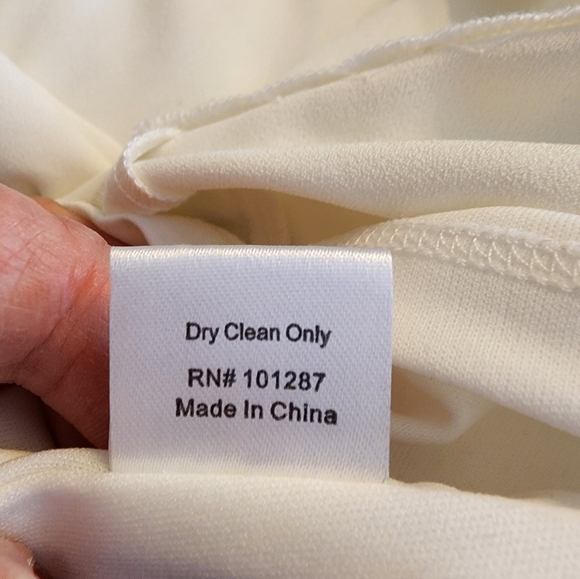 Dry Clean Only
RN# 101287
Made In China